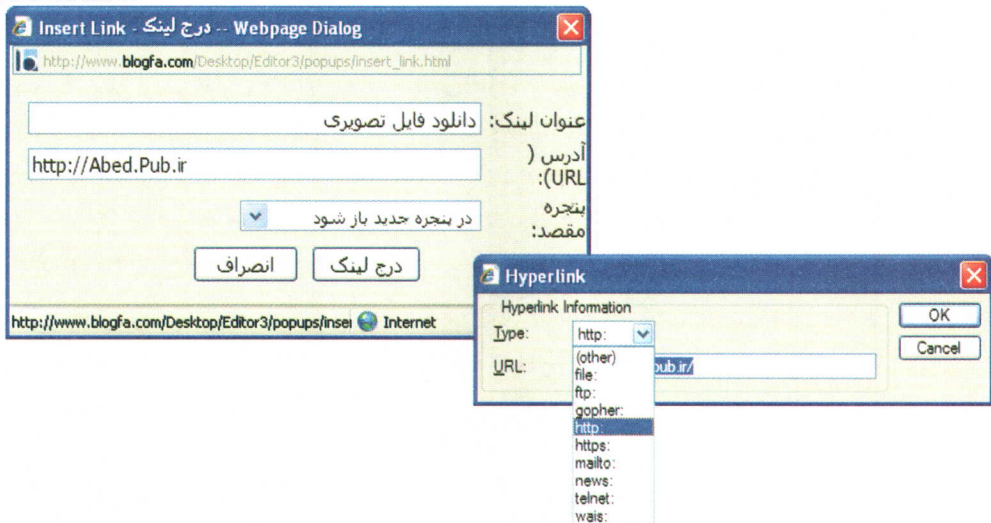 Insert Link - درج لینک -- Webpage Dialog
http://www.blogfa.com/Desktop/Editor3/popups/insert_link.html
عنوان لینک: دانلود فایل تصویری
آدرس (URL):
http://Abed.Pub.ir
پنجره مقصد: در پنجره جدید باز شود
درج لینک انصراف
http://www.blogfa.com/Desktop/Editor3/popups/inser Internet
Hyperlink
Hyperlink Information
Type: http:
URL: pub.ir/
OK
Cancel
(other)
file:
ftp:
gopher:
http:
https:
mailto:
news:
telnet:
wais: